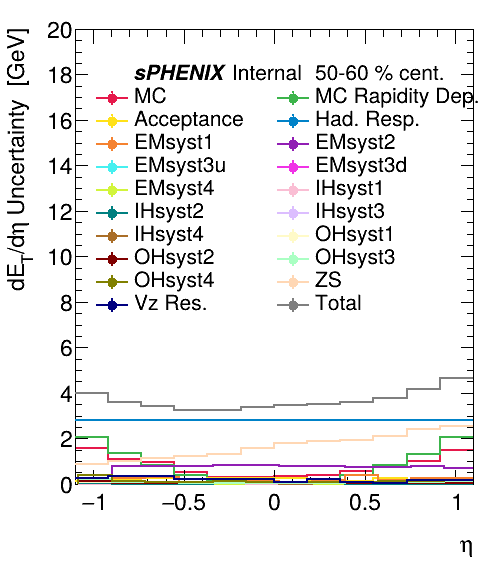 dE_T/dη Uncertainty [GeV]
20
18
16
14
12
10
8
6
4
2
0
sPHENIX Internal 50-60 % cent.
MC MC Rapidity Dep.
Acceptance Had. Resp.
EMsyst1 EMsyst2
EMsyst3u EMsyst3d
EMsyst4 IHsyst1
IHsyst2 IHsyst3
IHsyst4 OHsyst1
OHsyst2 OHsyst3
OHsyst4 ZS
Vz Res. Total
−1 −0.5 0 0.5 1
η